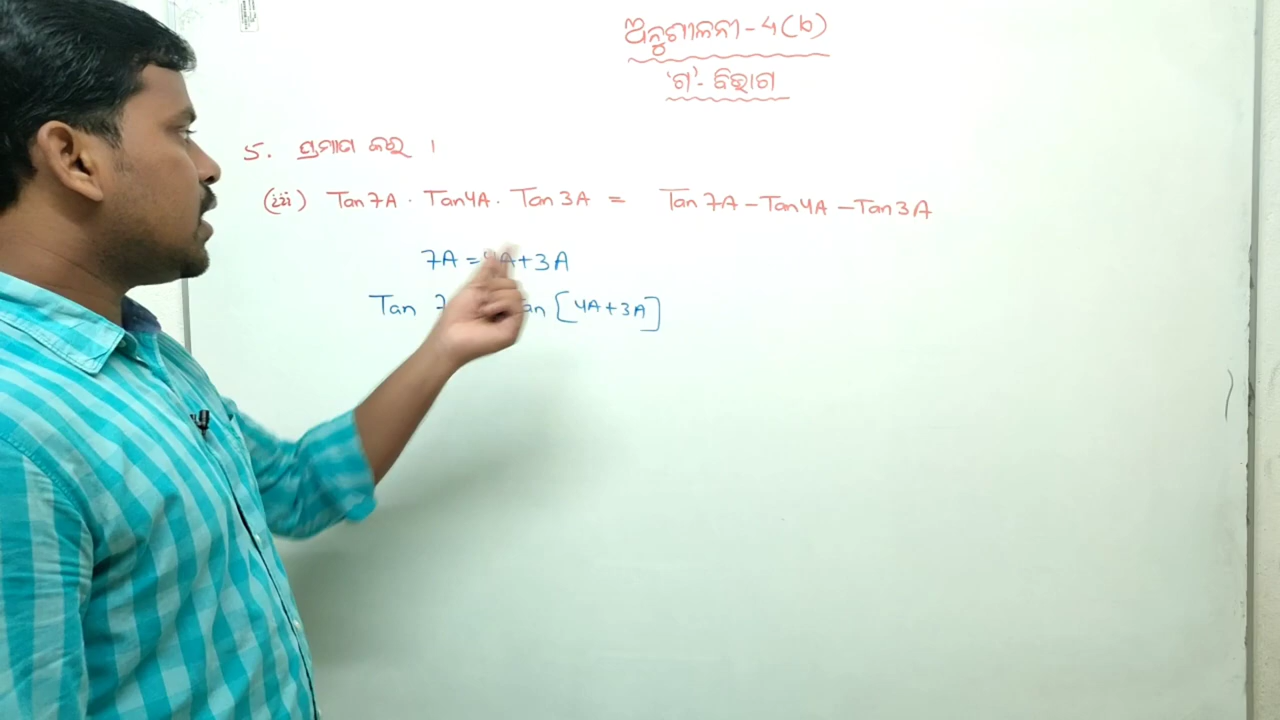 ଅନୁଶୀଳନୀ - 4(b)
'ଗ' - ବିଭାଗ
5. ପ୍ରମାଣ କର ।
(iii) Tan 7A · Tan 4A · Tan 3A = Tan 7A - Tan 4A - Tan 3A
7A = 4A + 3A
Tan [4A + 3A]